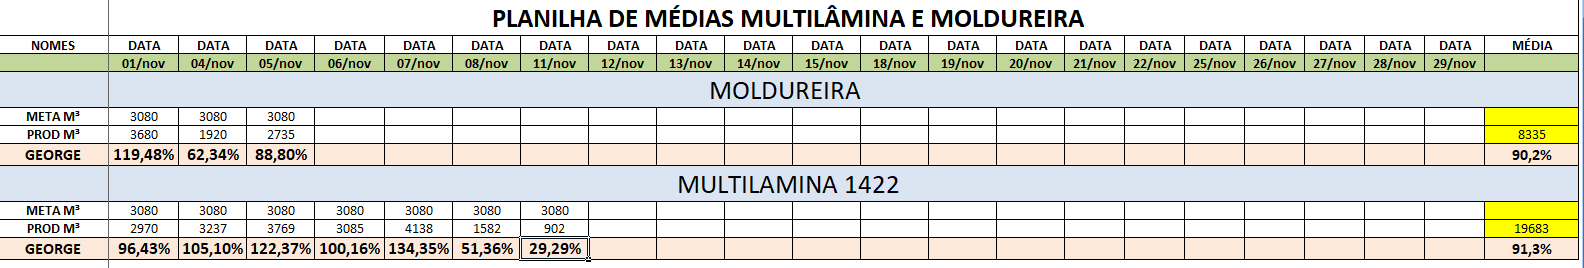 PLANILHA DE MÉDIAS MULTILÂMINA E MOLDUREIRA
NOMES DATA DATA DATA DATA DATA DATA DATA DATA DATA DATA DATA DATA DATA DATA DATA DATA DATA DATA DATA DATA MÉDIA
01/nov 04/nov 05/nov 06/nov 07/nov 08/nov 11/nov 12/nov 13/nov 14/nov 15/nov 18/nov 19/nov 20/nov 21/nov 22/nov 25/nov 26/nov 27/nov 28/nov 29/nov
MOLDUREIRA
META M³ 3080 3080 3080
PROD M³ 3680 1920 2735 8335
GEORGE 119,48% 62,34% 88,80% 90,2%
MULTILAMINA 1422
META M³ 3080 3080 3080 3080 3080 3080 3080
PROD M³ 2970 3237 3769 3085 4138 1582 902 19683
GEORGE 96,43% 105,10% 122,37% 100,16% 134,35% 51,36% 29,29% 91,3%